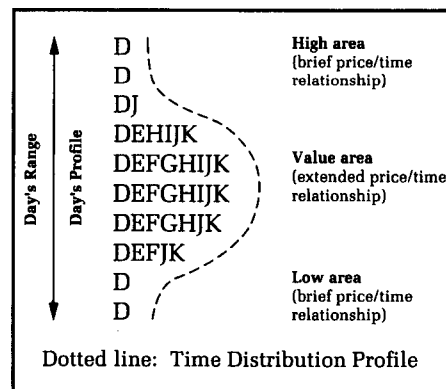 D
D
DJ
DEHIJK
DEFGHIJK
DEFGHIJK
DEFGHJK
DEFJK
D
D
Day's Range
Day's Profile
High area
(brief price/time
relationship)
Value area
(extended price/time
relationship)
Low area
(brief price/time
relationship)
Dotted line: Time Distribution Profile